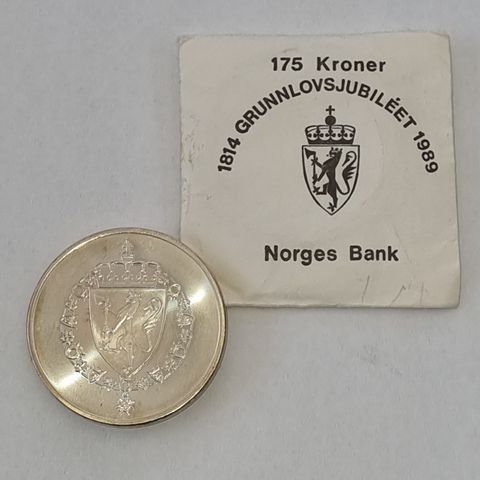 175 Kroner
1814 GRUNNLOVSJUBILÉET 1989
Norges Bank